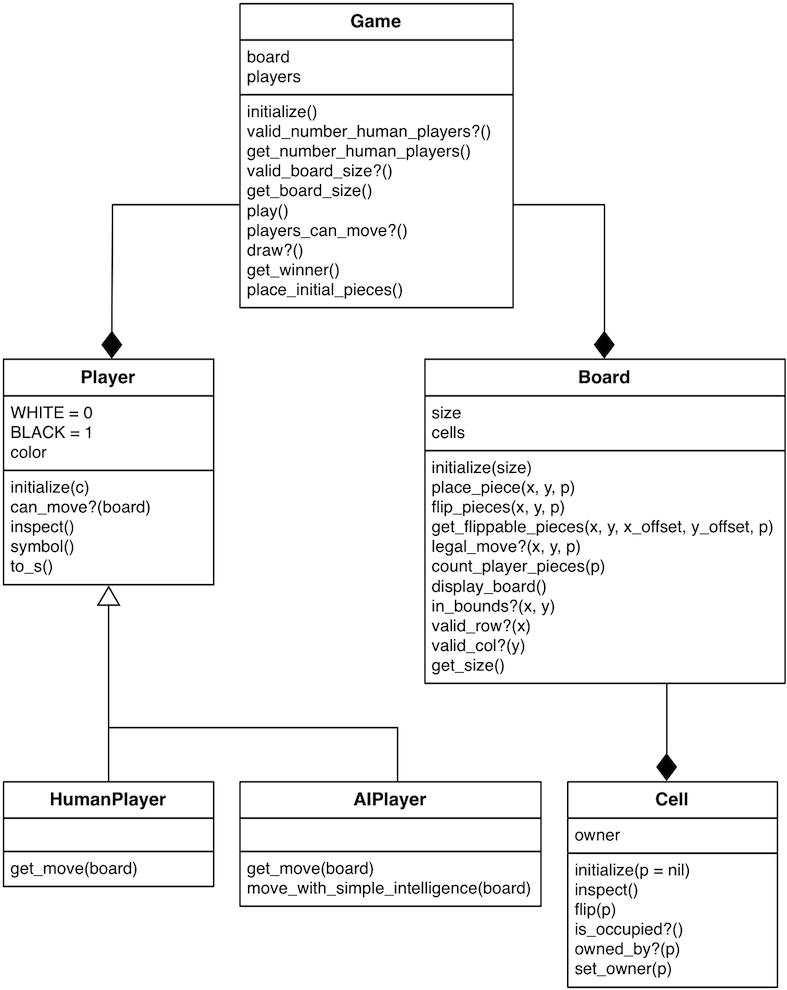 Game
board
players
initialize()
valid_number_human_players?()
get_number_human_players()
valid_board_size?()
get_board_size()
play()
players_can_move?()
draw?()
get_winner()
place_initial_pieces()
Player
WHITE = 0
BLACK = 1
color
initialize(c)
can_move?(board)
inspect()
symbol()
to_s()
Board
size
cells
initialize(size)
place_piece(x, y, p)
flip_pieces(x, y, p)
get_flippable_pieces(x, y, x_offset, y_offset, p)
legal_move?(x, y, p)
count_player_pieces(p)
display_board()
in_bounds?(x, y)
valid_row?(x)
valid_col?(y)
get_size()
HumanPlayer
get_move(board)
AIPlayer
get_move(board)
move_with_simple_intelligence(board)
Cell
owner
initialize(p = nil)
inspect()
flip(p)
is_occupied?()
owned_by?(p)
set_owner(p)